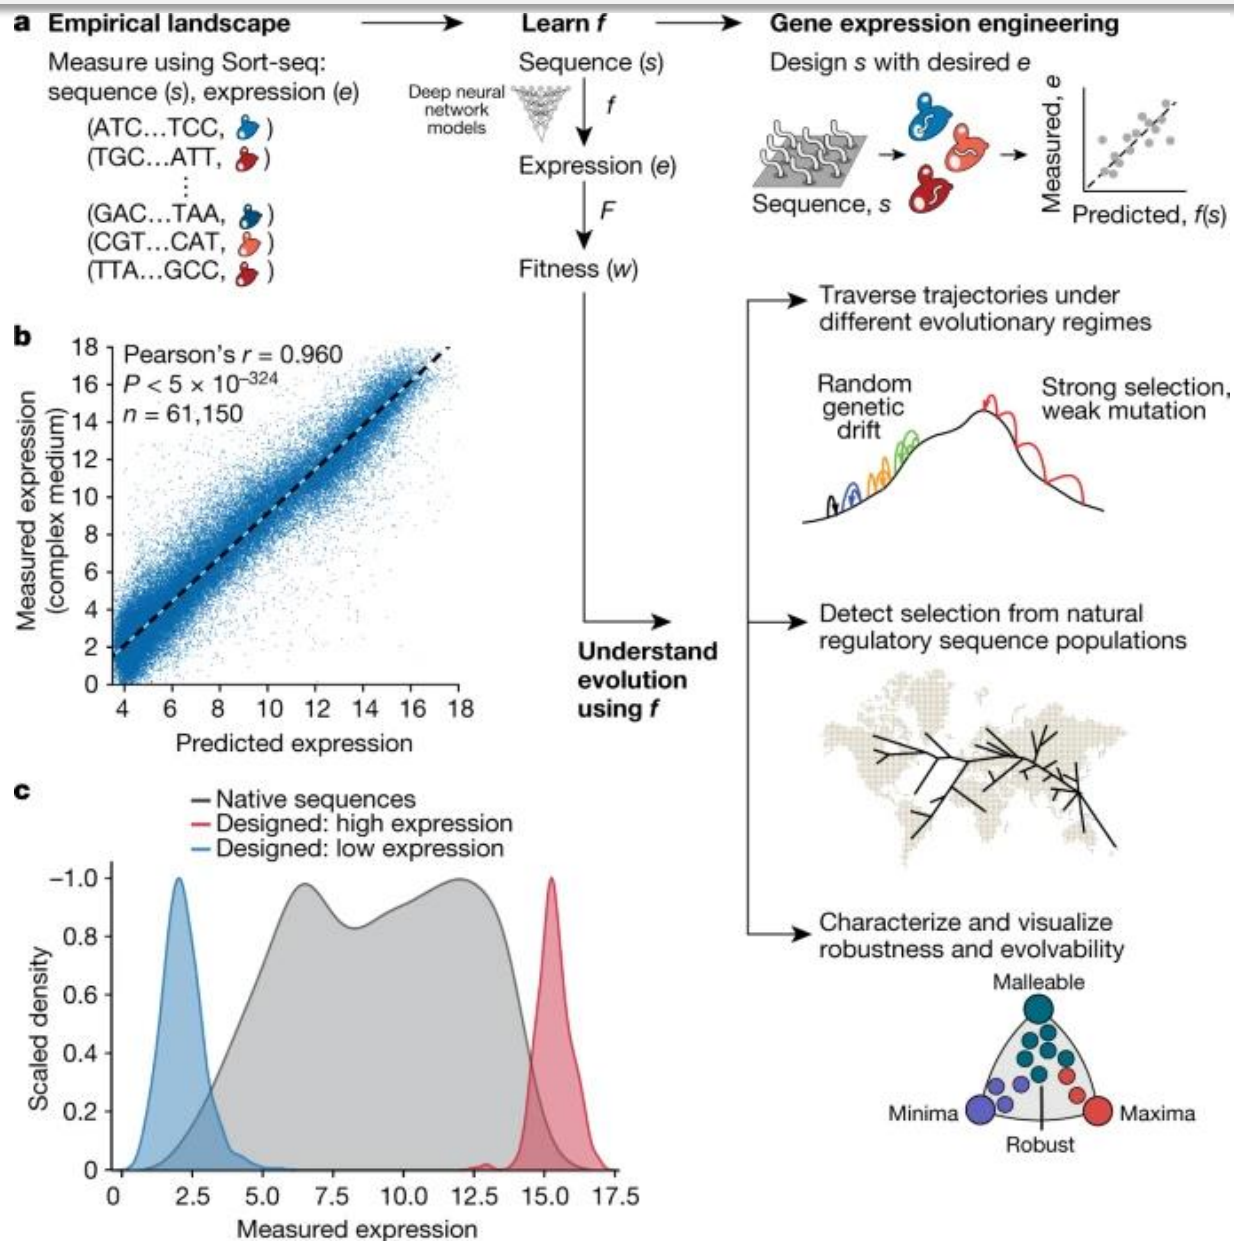 a Empirical landscape
Measure using Sort-seq:
sequence (s), expression (e)
(ATC...TCC, )
(TGC...ATT, )
⋮
(GAC...TAA, )
(CGT...CAT, )
(TTA...GCC, )
Learn f
Sequence (s)
Deep neural
network
models
f
Expression (e)
F
Fitness (w)
Understand
evolution
using f
Gene expression engineering
Design s with desired e
Sequence, s
Measured, e
Predicted, f(s)
Traverse trajectories under
different evolutionary regimes
Random
genetic
drift
Strong selection,
weak mutation
Detect selection from natural
regulatory sequence populations
Characterize and visualize
robustness and evolvability
Malleable
Minima
Maxima
Robust
b
Pearson's r = 0.960
P < 5 × 10⁻³²⁴
n = 61,150
Measured expression
(complex medium)
18
16
14
12
10
8
6
4
2
0
4 6 8 10 12 14 16 18
Predicted expression
c
Native sequences
Designed: high expression
Designed: low expression
Scaled density
–1.0
0.8
0.6
0.4
0.2
0
0 2.5 5.0 7.5 10.0 12.5 15.0 17.5
Measured expression